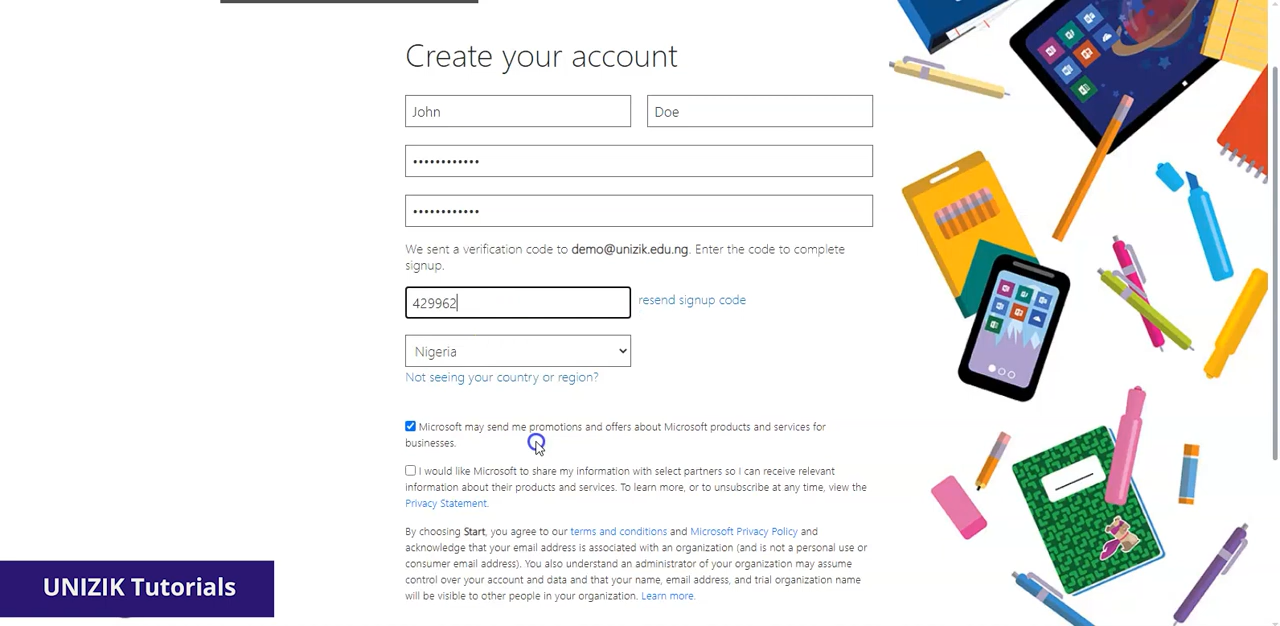 Create your account
John Doe
••••••••••••
••••••••••••
We sent a verification code to demo@unizik.edu.ng. Enter the code to complete
signup.
429962 resend signup code
Nigeria
Not seeing your country or region?
Microsoft may send me promotions and offers about Microsoft products and services for
businesses.
I would like Microsoft to share my information with select partners so I can receive relevant
information about their products and services. To learn more, or to unsubscribe at any time, view the
Privacy Statement.
By choosing Start, you agree to our terms and conditions and Microsoft Privacy Policy and
acknowledge that your email address is associated with an organization (and is not a personal use or
consumer email address). You also understand an administrator of your organization may assume
control over your account and data and that your name, email address, and trial organization name
will be visible to other people in your organization. Learn more.
UNIZIK Tutorials